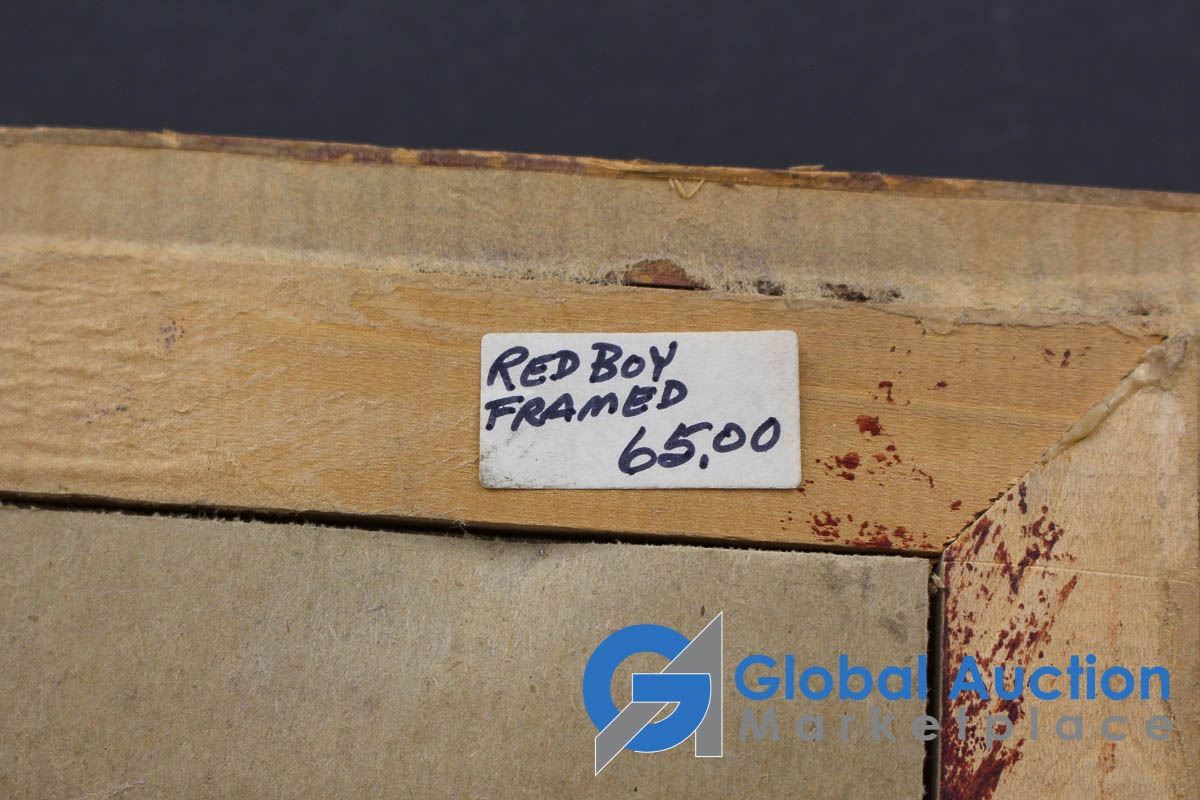 RED BOY
FRAMED
65.00
Global Auction
Marketplace